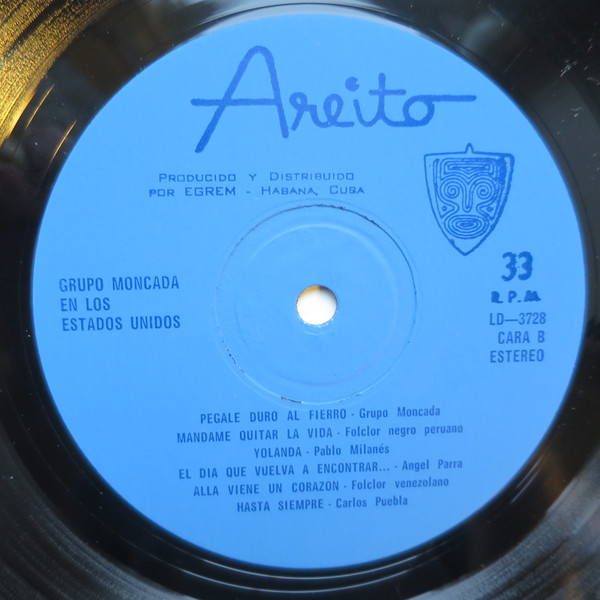 Areito
PRODUCIDO Y DISTRIBUIDO
POR EGREM - HABANA, CUBA
GRUPO MONCADA
EN LOS
ESTADOS UNIDOS
33
R.P.M.
LD—3728
CARA B
ESTEREO
PEGALE DURO AL FIERRO - Grupo Moncada
MANDAME QUITAR LA VIDA - Folclor negro peruano
YOLANDA - Pablo Milanés
EL DIA QUE VUELVA A ENCONTRAR... - Angel Parra
ALLA VIENE UN CORAZON - Folclor venezolano
HASTA SIEMPRE - Carlos Puebla